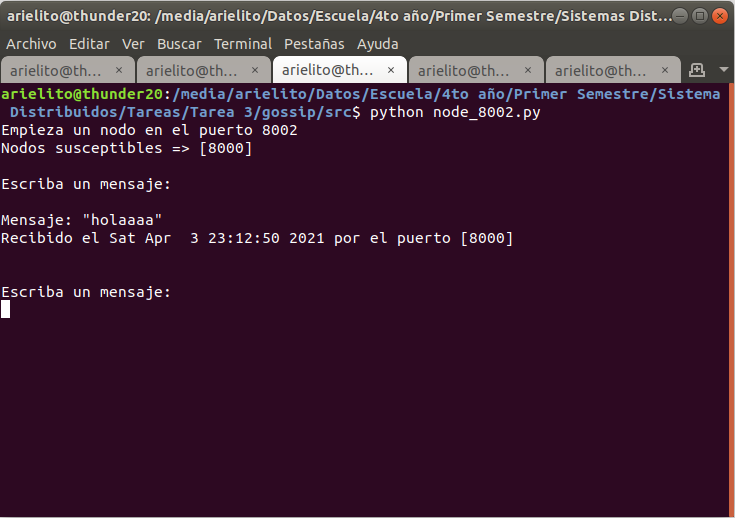 arielito@thunder20: /media/arielito/Datos/Escuela/4to año/Primer Semestre/Sistemas Dist...
Archivo Editar Ver Buscar Terminal Pestañas Ayuda
arielito@th... × arielito@th... × arielito@th... × arielito@th... × arielito@th... ×
arielito@thunder20:/media/arielito/Datos/Escuela/4to año/Primer Semestre/Sistema
 Distribuidos/Tareas/Tarea 3/gossip/src$ python node_8002.py
Empieza un nodo en el puerto 8002
Nodos susceptibles => [8000]
Escriba un mensaje:
Mensaje: "holaaaa"
Recibido el Sat Apr  3 23:12:50 2021 por el puerto [8000]
Escriba un mensaje: